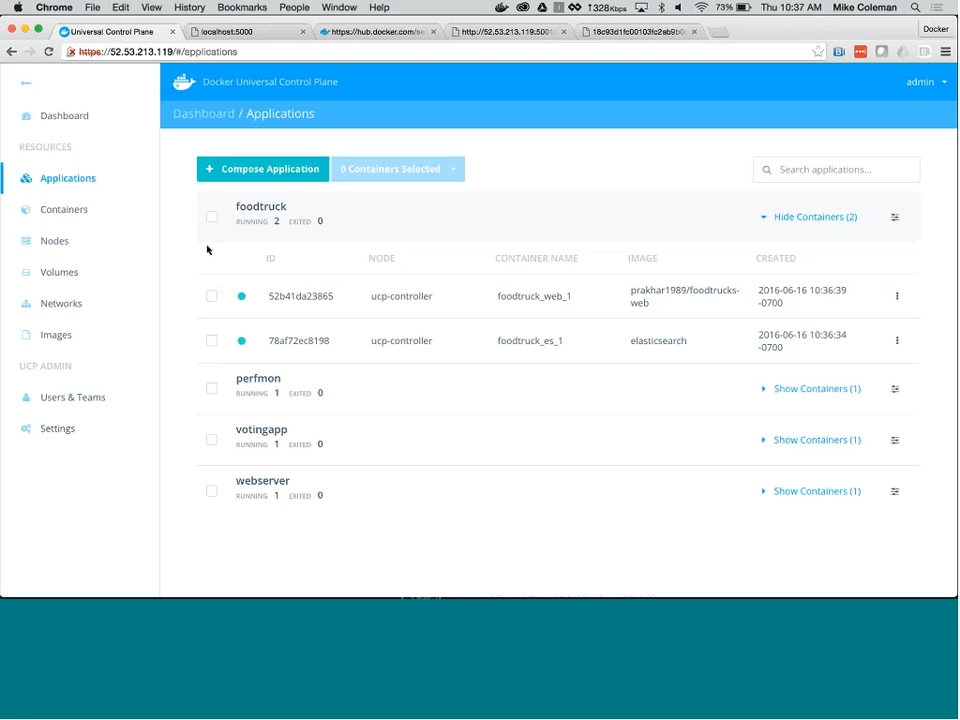 Chrome File Edit View History Bookmarks People Window Help 1328Kbps 73% Thu 10:37 AM Mike Coleman
Universal Control Plane localhost:5000 https://hub.docker.com/se http://52.53.213.119:5001 18c93d1fc00103fc2ab9b0 Docker
https://52.53.213.119/#/applications
Docker Universal Control Plane admin
Dashboard / Applications
Dashboard
RESOURCES
Applications
Containers
Nodes
Volumes
Networks
Images
UCP ADMIN
Users & Teams
Settings
+ Compose Application 0 Containers Selected Search applications...
foodtruck
RUNNING 2 EXITED 0 Hide Containers (2)
ID NODE CONTAINER NAME IMAGE CREATED
52b41da23865 ucp-controller foodtruck_web_1 prakhar1989/foodtrucks-web 2016-06-16 10:36:39 -0700
78af72ec8198 ucp-controller foodtruck_es_1 elasticsearch 2016-06-16 10:36:34 -0700
perfmon
RUNNING 1 EXITED 0 Show Containers (1)
votingapp
RUNNING 1 EXITED 0 Show Containers (1)
webserver
RUNNING 1 EXITED 0 Show Containers (1)